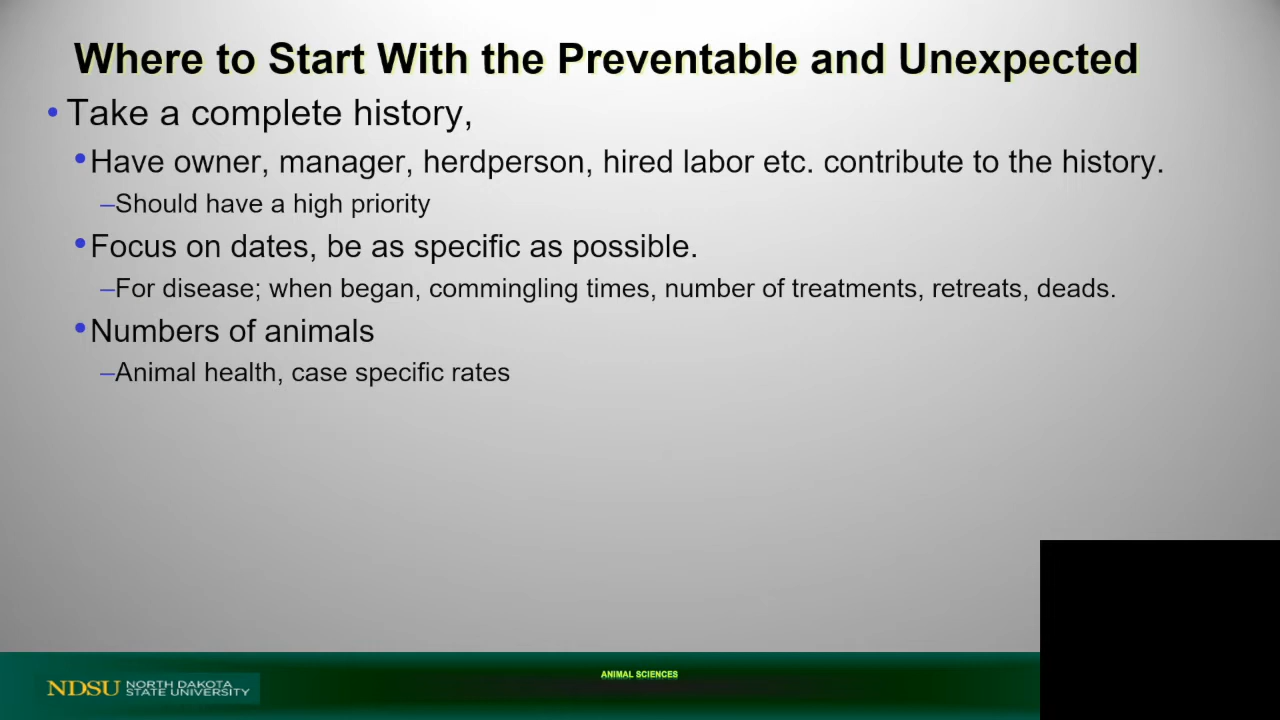 Where to Start With the Preventable and Unexpected
• Take a complete history,
• Have owner, manager, herdperson, hired labor etc. contribute to the history.
–Should have a high priority
• Focus on dates, be as specific as possible.
–For disease; when began, commingling times, number of treatments, retreats, deads.
• Numbers of animals
–Animal health, case specific rates
ANIMAL SCIENCES
NDSU NORTH DAKOTA
STATE UNIVERSITY